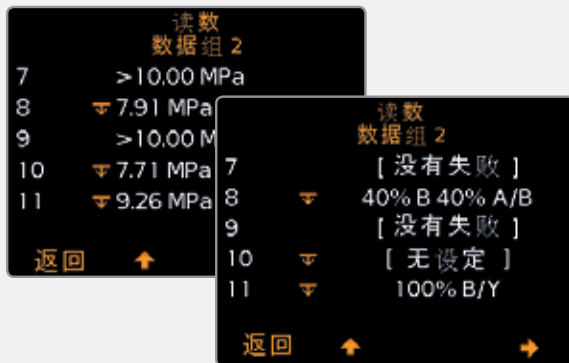 读数
数据组 2
7 >10.00 MPa
8 7.91 MPa
9 >10.00 M
10 7.71 MPa
11 9.26 MPa
返回
读数
数据组 2
7 [ 没有失败 ]
8 40% B 40% A/B
9 [ 没有失败 ]
10 [ 无设定 ]
11 100% B/Y
返回